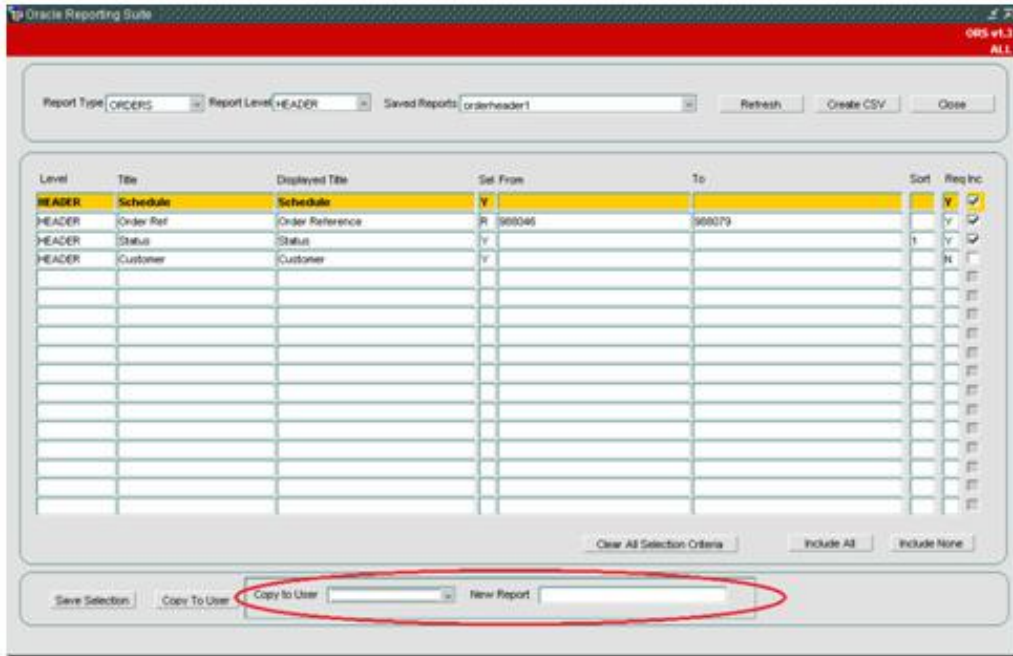 Oracle Reporting Suite
ORS v1.3
ALL
Report Type ORDERS Report Level HEADER Saved Reports orderheader1 Refresh Create CSV Close
Level Title Displayed Title Sel From To Sort Req Inc
HEADER Schedule Schedule Y Y
HEADER Order Ref Order Reference R 988046 988079 Y
HEADER Status Status Y 1 Y
HEADER Customer Customer Y N
Clear All Selection Criteria Include All Include None
Save Selection Copy To User Copy to User New Report